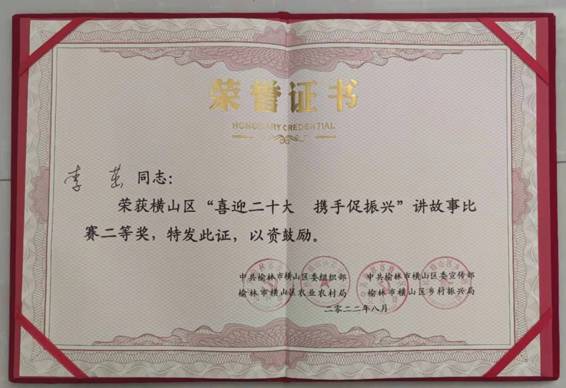 荣誉证书
HONORARY CREDENTIAL
李 同志：
荣获横山区“喜迎二十大 携手促振兴”讲故事比
赛二等奖，特发此证，以资鼓励。
中共榆林市横山区委组织部 中共榆林市横山区委宣传部
榆林市横山区农业农村局 榆林市横山区乡村振兴局
二〇二二年八月